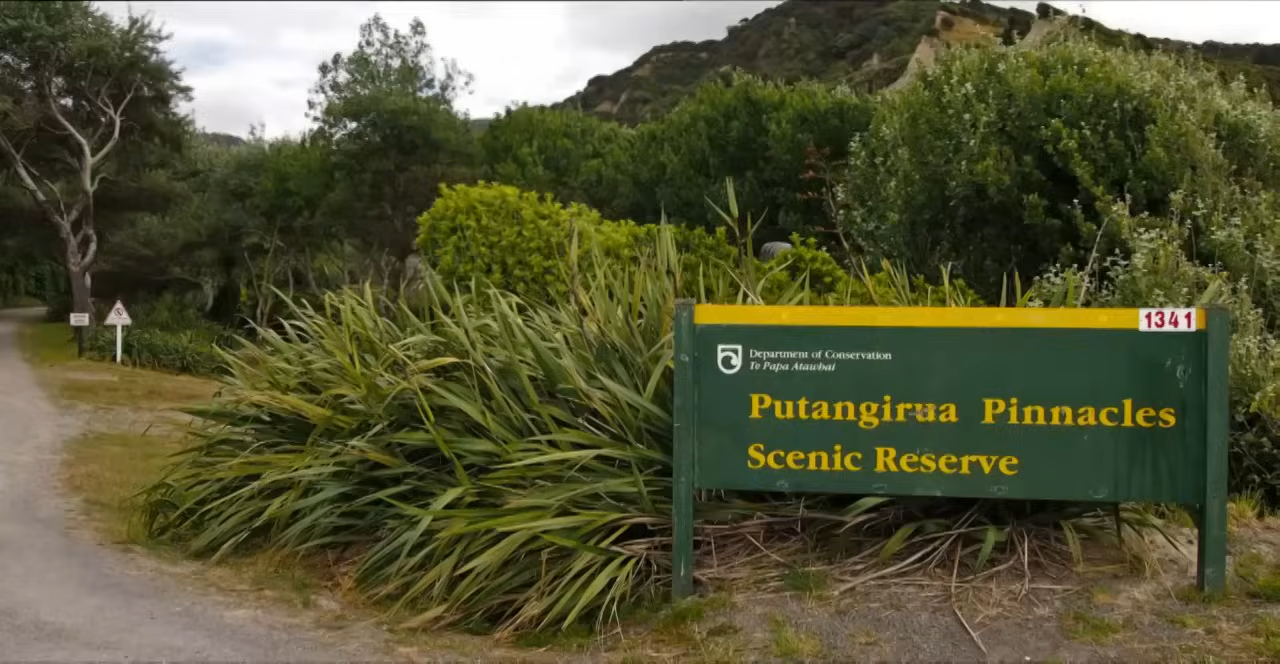 1341
Department of Conservation
Te Papa Atawhai
Putangirua Pinnacles
Scenic Reserve